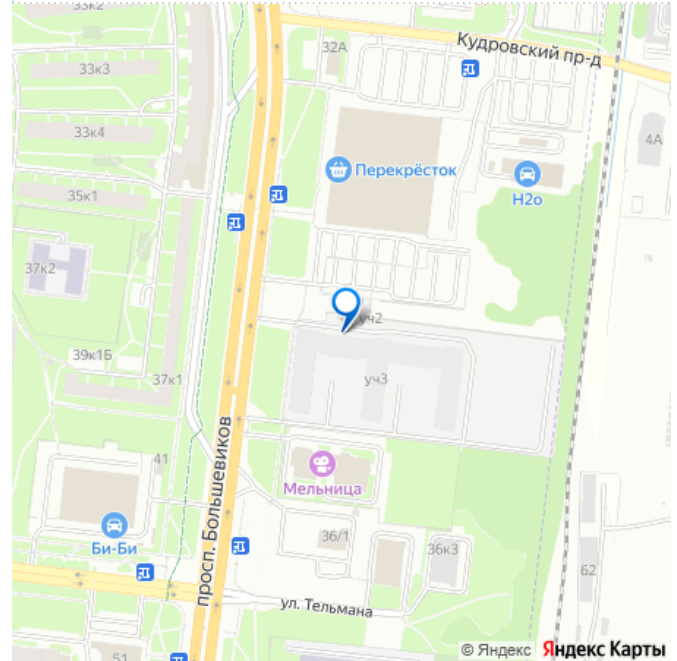 33к2
32А
Кудровский пр-д
33к3
33к4
4А
Перекрёсток
Н2о
35к1
37к2
уч2
39к1Б
37к1
уч3
просп. Большевиков
41
Мельница
Би-Би
36/1
36к3
62
ул. Тельмана
51
© Яндекс Яндекс Карты